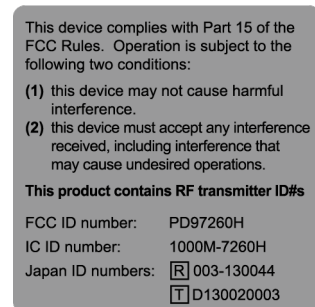 This device complies with Part 15 of the
FCC Rules.  Operation is subject to the
following two conditions:
(1) this device may not cause harmful
interference.
(2) this device must accept any interference
received, including interference that
may cause undesired operations.
This product contains RF transmitter ID#s
FCC ID number: PD97260H
IC ID number: 1000M-7260H
Japan ID numbers: R 003-130044
T D130020003